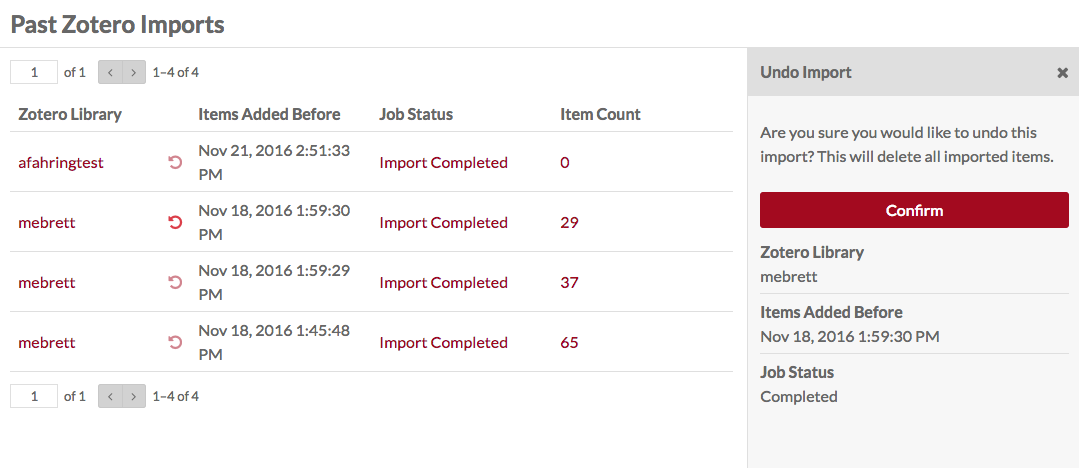 Past Zotero Imports
1 of 1 1–4 of 4
Zotero Library Items Added Before Job Status Item Count
afahringtest Nov 21, 2016 2:51:33 PM Import Completed 0
mebrett Nov 18, 2016 1:59:30 PM Import Completed 29
mebrett Nov 18, 2016 1:59:29 PM Import Completed 37
mebrett Nov 18, 2016 1:45:48 PM Import Completed 65
1 of 1 1–4 of 4
Undo Import
Are you sure you would like to undo this
import? This will delete all imported items.
Confirm
Zotero Library
mebrett
Items Added Before
Nov 18, 2016 1:59:30 PM
Job Status
Completed